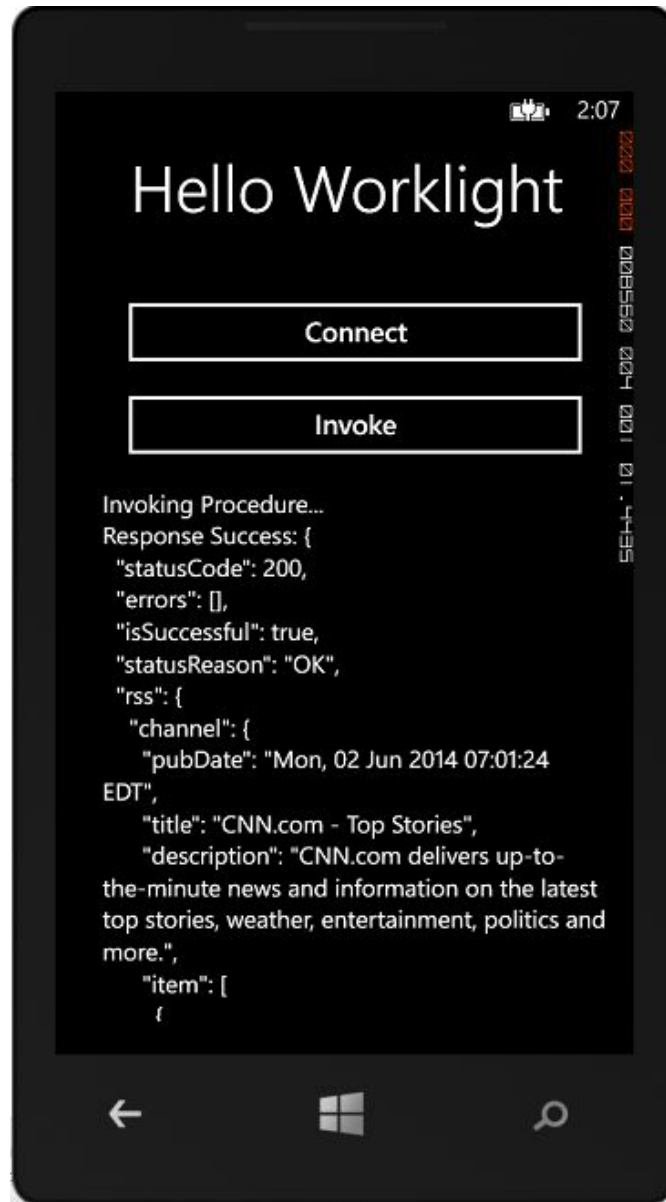 2:07
Hello Worklight
Connect
Invoke
Invoking Procedure...
Response Success: {
"statusCode": 200,
"errors": [],
"isSuccessful": true,
"statusReason": "OK",
"rss": {
"channel": {
"pubDate": "Mon, 02 Jun 2014 07:01:24
EDT",
"title": "CNN.com - Top Stories",
"description": "CNN.com delivers up-to-
the-minute news and information on the latest
top stories, weather, entertainment, politics and
more.",
"item": [
{